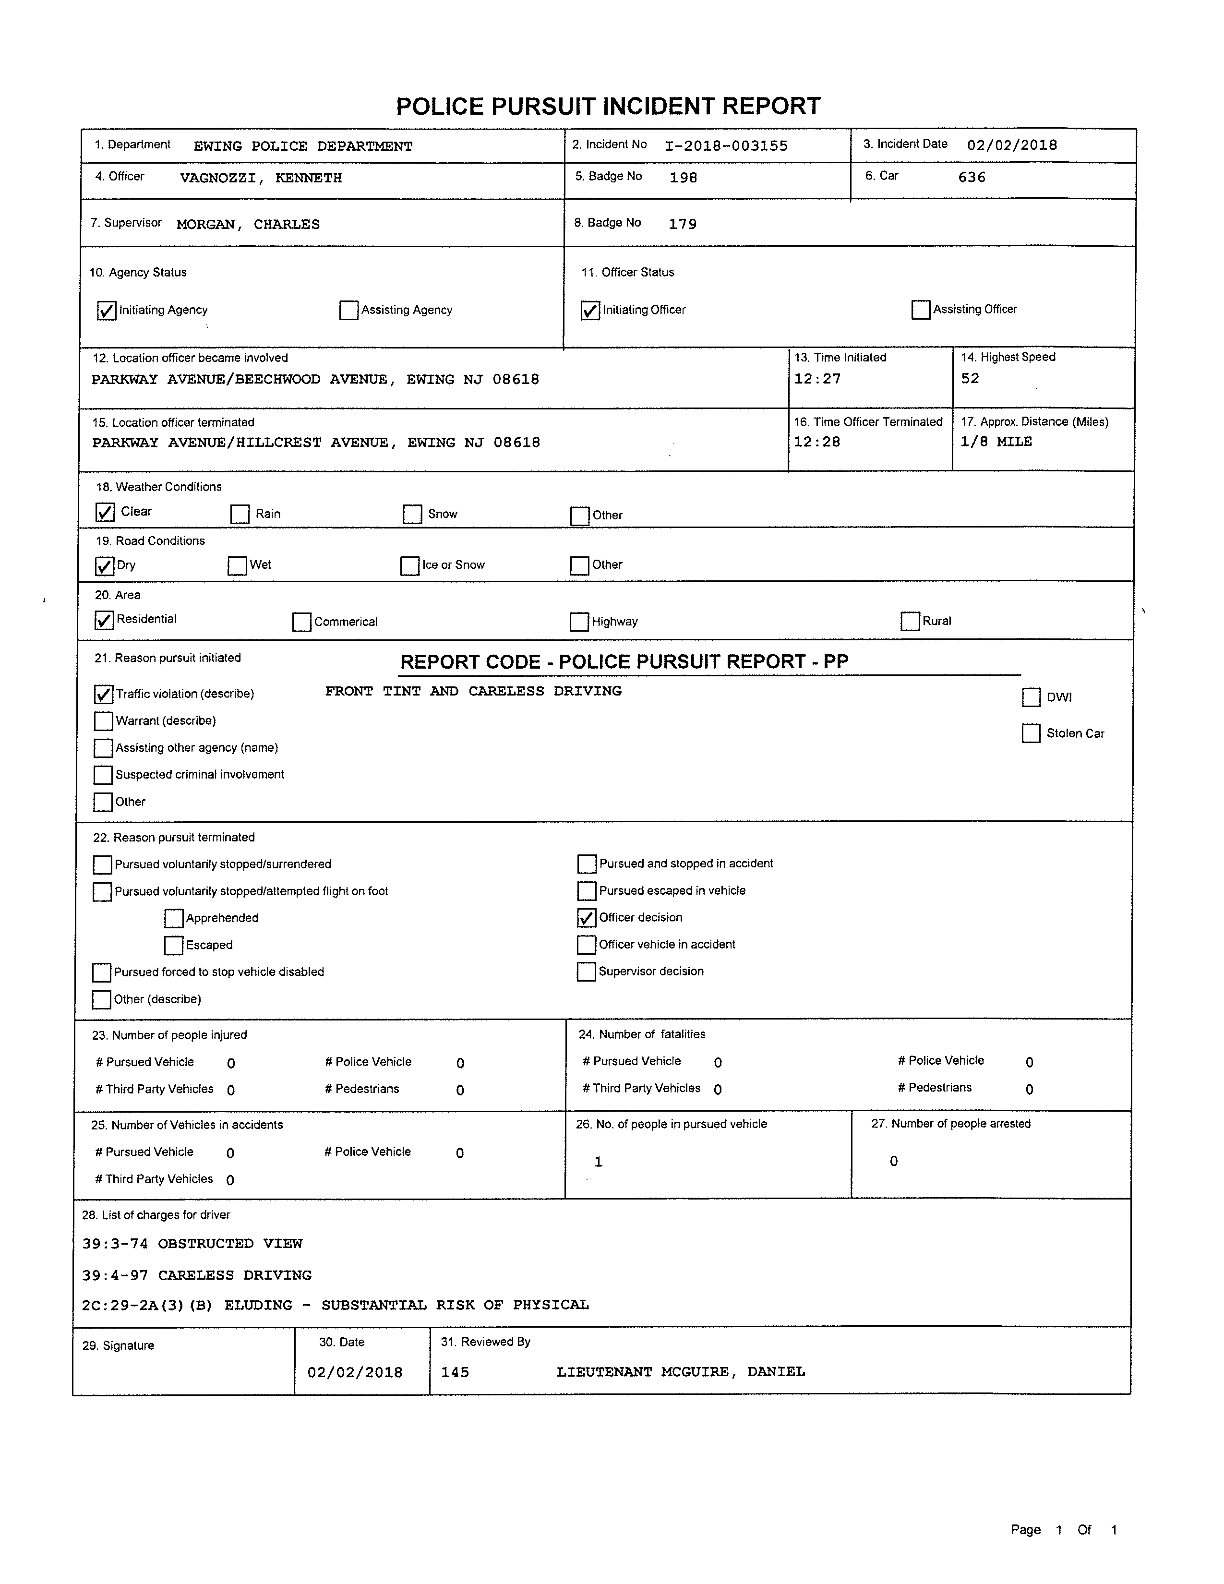 POLICE PURSUIT INCIDENT REPORT
1. Department EWING POLICE DEPARTMENT 2. Incident No I-2018-003155 3. Incident Date 02/02/2018
4. Officer VAGNOZZI, KENNETH 5. Badge No 198 6. Car 636
7. Supervisor MORGAN, CHARLES 8. Badge No 179
10. Agency Status 11. Officer Status
Initiating Agency Assisting Agency Initiating Officer Assisting Officer
12. Location officer became involved 13. Time Initiated 14. Highest Speed
PARKWAY AVENUE/BEECHWOOD AVENUE, EWING NJ 08618 12:27 52
15. Location officer terminated 16. Time Officer Terminated 17. Approx. Distance (Miles)
PARKWAY AVENUE/HILLCREST AVENUE, EWING NJ 08618 12:28 1/8 MILE
18. Weather Conditions
Clear Rain Snow Other
19. Road Conditions
Dry Wet Ice or Snow Other
20. Area
Residential Commerical Highway Rural
21. Reason pursuit initiated REPORT CODE - POLICE PURSUIT REPORT - PP
Traffic violation (describe) FRONT TINT AND CARELESS DRIVING DWI
Warrant (describe)
Stolen Car
Assisting other agency (name)
Suspected criminal involvement
Other
22. Reason pursuit terminated
Pursued voluntarily stopped/surrendered Pursued and stopped in accident
Pursued voluntarily stopped/attempted flight on foot Pursued escaped in vehicle
Apprehended Officer decision
Escaped Officer vehicle in accident
Pursued forced to stop vehicle disabled Supervisor decision
Other (describe)
23. Number of people injured 24. Number of fatalities
# Pursued Vehicle 0 # Police Vehicle 0 # Pursued Vehicle 0 # Police Vehicle 0
# Third Party Vehicles 0 # Pedestrians 0 # Third Party Vehicles 0 # Pedestrians 0
25. Number of Vehicles in accidents 26. No. of people in pursued vehicle 27. Number of people arrested
# Pursued Vehicle 0 # Police Vehicle 0 1 0
# Third Party Vehicles 0
28. List of charges for driver
39:3-74 OBSTRUCTED VIEW
39:4-97 CARELESS DRIVING
2C:29-2A(3)(B) ELUDING - SUBSTANTIAL RISK OF PHYSICAL
29. Signature 30. Date 31. Reviewed By
02/02/2018 145 LIEUTENANT MCGUIRE, DANIEL
Page 1 Of 1